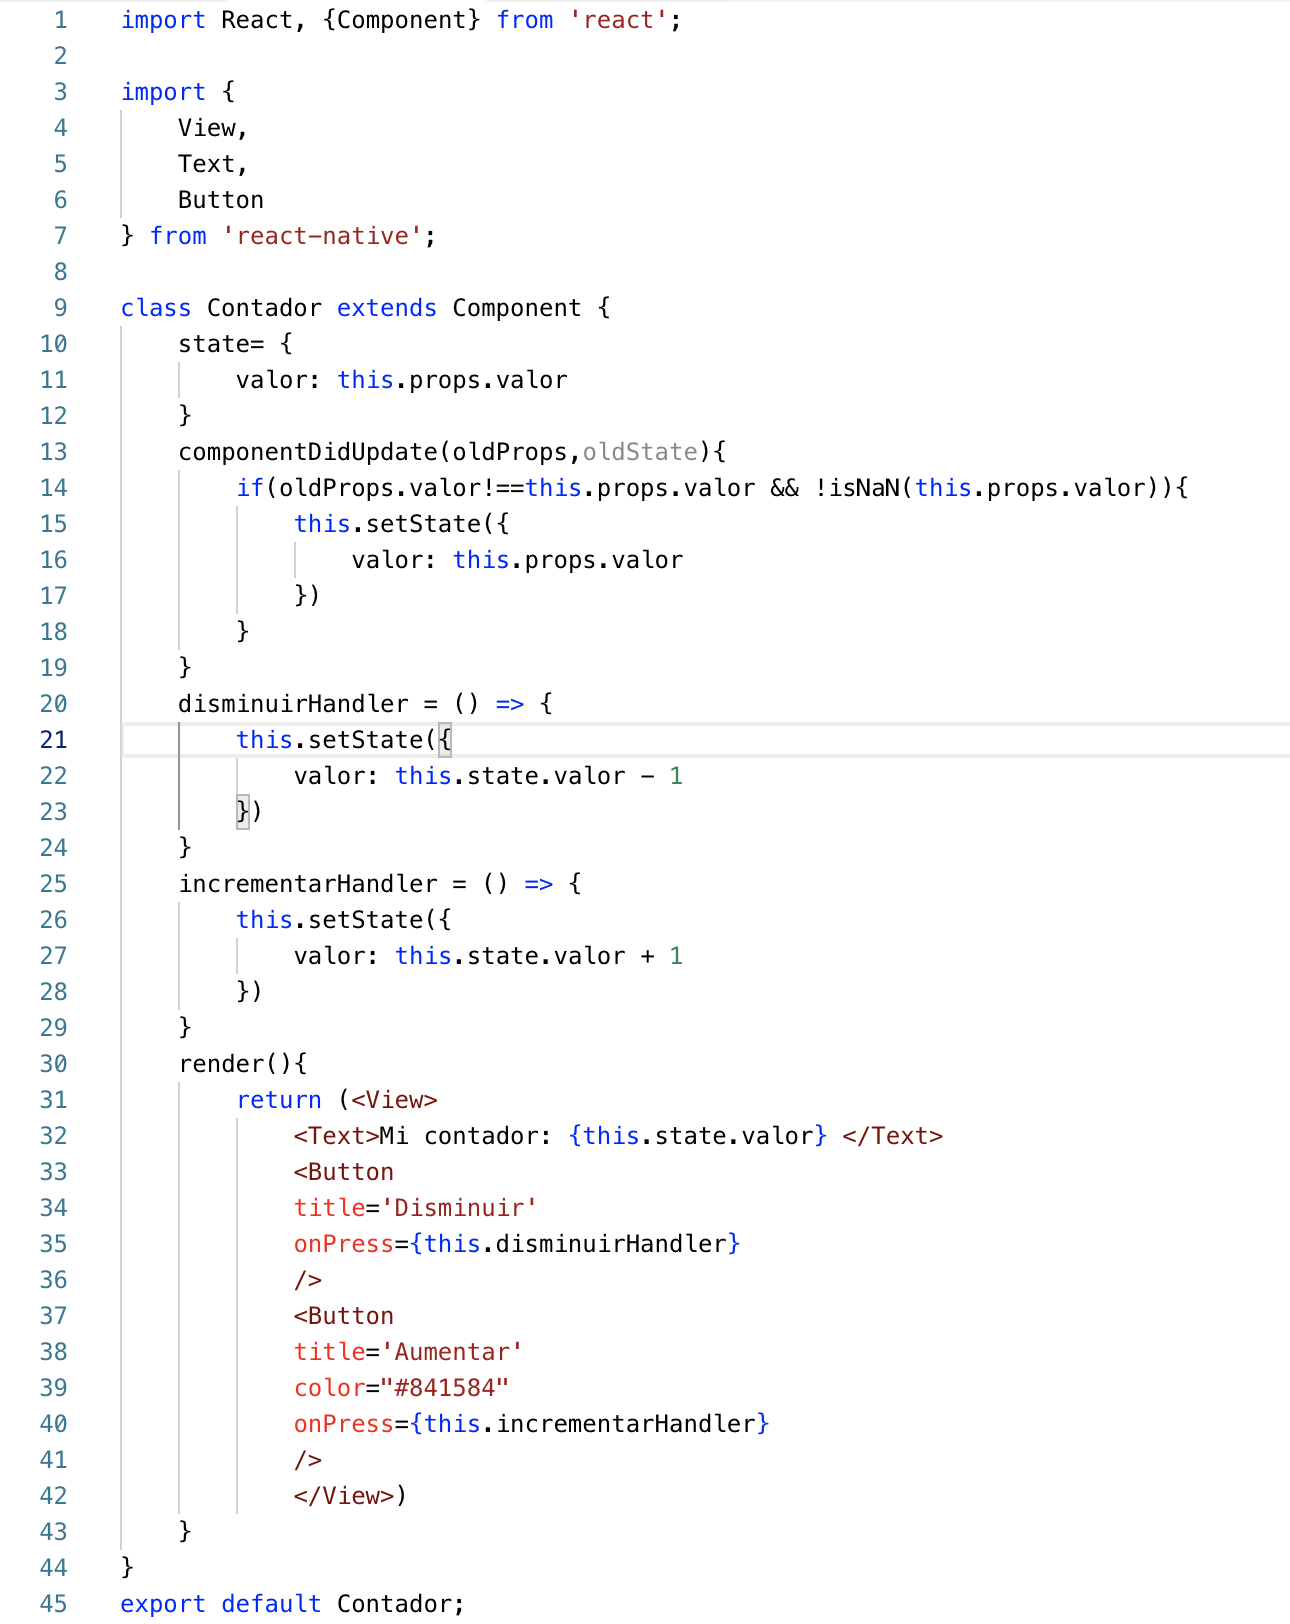 1 import React, {Component} from 'react';
2
3 import {
4 View,
5 Text,
6 Button
7 } from 'react-native';
8
9 class Contador extends Component {
10 state= {
11 valor: this.props.valor
12 }
13 componentDidUpdate(oldProps,oldState){
14 if(oldProps.valor!==this.props.valor && !isNaN(this.props.valor)){
15 this.setState({
16 valor: this.props.valor
17 })
18 }
19 }
20 disminuirHandler = () => {
21 this.setState({
22 valor: this.state.valor - 1
23 })
24 }
25 incrementarHandler = () => {
26 this.setState({
27 valor: this.state.valor + 1
28 })
29 }
30 render(){
31 return (<View>
32 <Text>Mi contador: {this.state.valor} </Text>
33 <Button
34 title='Disminuir'
35 onPress={this.disminuirHandler}
36 />
37 <Button
38 title='Aumentar'
39 color="#841584"
40 onPress={this.incrementarHandler}
41 />
42 </View>)
43 }
44 }
45 export default Contador;